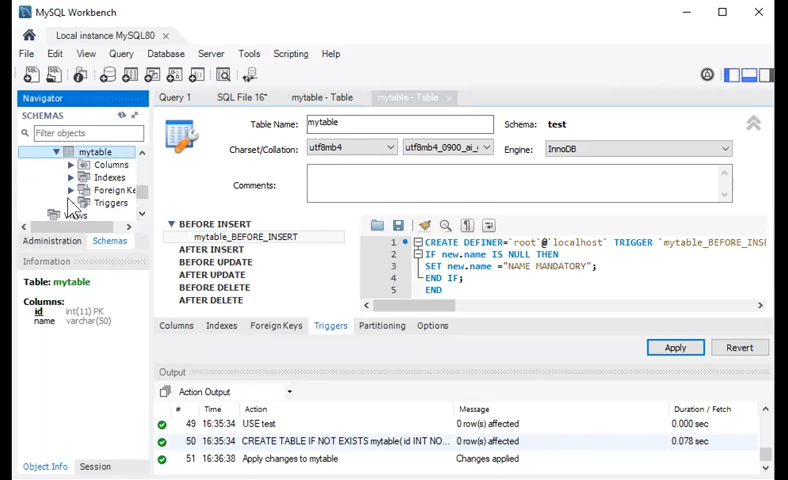 MySQL Workbench
Local instance MySQL80 ×
File Edit View Query Database Server Tools Scripting Help
Navigator
SCHEMAS
Filter objects
mytable
Columns
Indexes
Foreign Ke
Triggers
Administration Schemas
Information
Table: mytable
Columns:
id int(11) PK
name varchar(50)
Object Info Session
Query 1 SQL File 16* mytable - Table mytable - Table ×
Table Name: mytable Schema: test
Charset/Collation: utf8mb4 utf8mb4_0900_ai_ Engine: InnoDB
Comments:
BEFORE INSERT
mytable_BEFORE_INSERT
AFTER INSERT
BEFORE UPDATE
AFTER UPDATE
BEFORE DELETE
AFTER DELETE
1 CREATE DEFINER=`root`@`localhost` TRIGGER `mytable_BEFORE_INSE
2 IF new.name IS NULL THEN
3 SET new.name ="NAME MANDATORY";
4 END IF;
5 END
Columns Indexes Foreign Keys Triggers Partitioning Options
Apply Revert
Output
Action Output
# Time Action Message Duration / Fetch
49 16:35:34 USE test 0 row(s) affected 0.000 sec
50 16:35:34 CREATE TABLE IF NOT EXISTS mytable( id INT NO... 0 row(s) affected 0.078 sec
51 16:36:38 Apply changes to mytable Changes applied